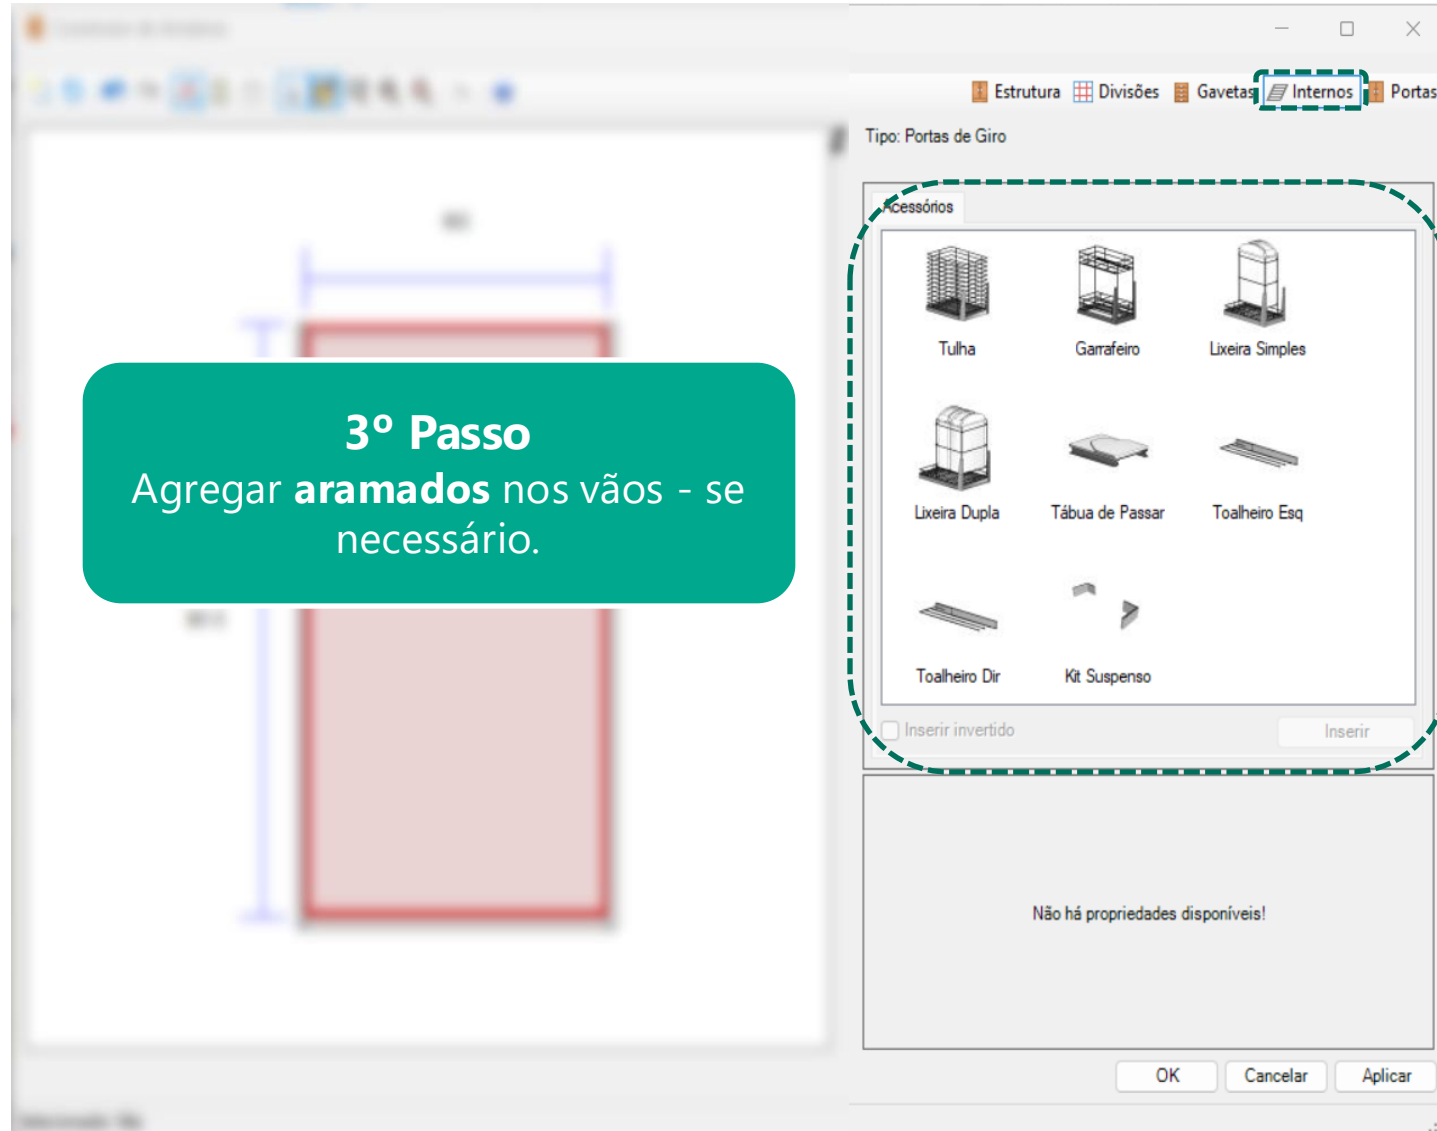 Estrutura Divisões Gavetas Internos Portas
Tipo: Portas de Giro
Acessórios
Tulha Garrafeiro Lixeira Simples
3º Passo
Agregar aramados nos vãos - se
necessário.
Lixeira Dupla Tábua de Passar Toalheiro Esq
Toalheiro Dir Kit Suspenso
Inserir invertido Inserir
Não há propriedades disponíveis!
OK Cancelar Aplicar